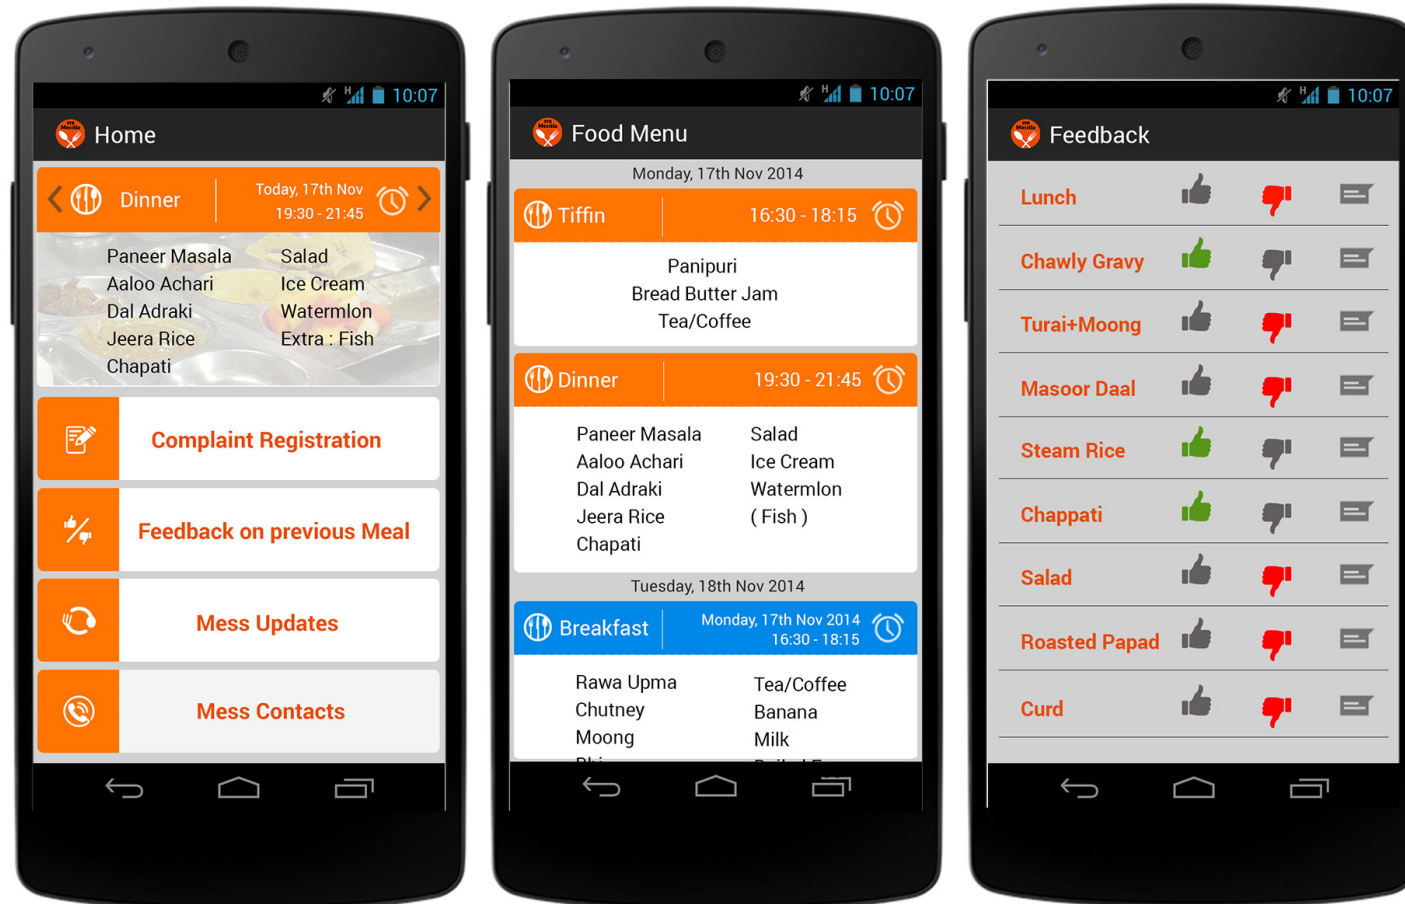 H 10:07
Home
Dinner
Today, 17th Nov
19:30 - 21:45
Paneer Masala Salad
Aaloo Achari Ice Cream
Dal Adraki Watermlon
Jeera Rice Extra : Fish
Chapati
Complaint Registration
Feedback on previous Meal
Mess Updates
Mess Contacts
H 10:07
Food Menu
Monday, 17th Nov 2014
Tiffin 16:30 - 18:15
Panipuri
Bread Butter Jam
Tea/Coffee
Dinner 19:30 - 21:45
Paneer Masala Salad
Aaloo Achari Ice Cream
Dal Adraki Watermlon
Jeera Rice ( Fish )
Chapati
Tuesday, 18th Nov 2014
Breakfast
Monday, 17th Nov 2014
16:30 - 18:15
Rawa Upma Tea/Coffee
Chutney Banana
Moong Milk
H 10:07
Feedback
Lunch
Chawly Gravy
Turai+Moong
Masoor Daal
Steam Rice
Chappati
Salad
Roasted Papad
Curd